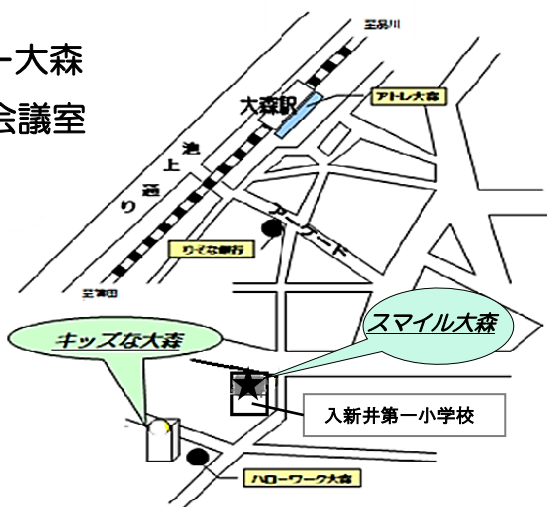 ー大森
会議室
至品川
大森駅
アトレ大森
池上通り
アーケード
りそな銀行
至蒲田
キッズな大森
スマイル大森
入新井第一小学校
ハローワーク大森